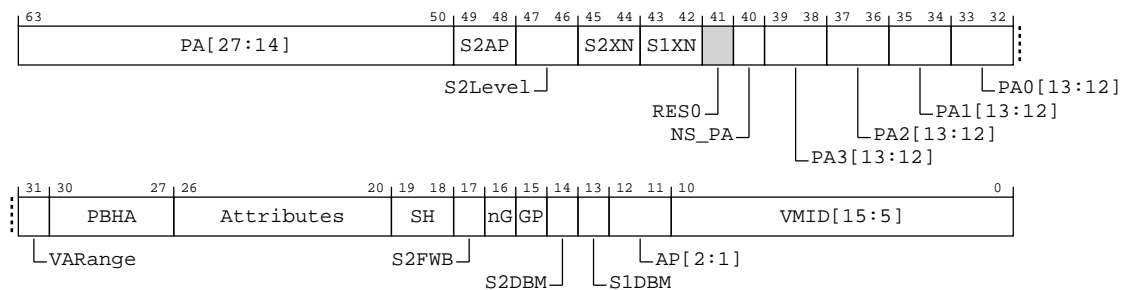 63 50 49 48 47 46 45 44 43 42 41 40 39 38 37 36 35 34 33 32
PA[27:14] S2AP S2XN S1XN
S2Level PA0[13:12]
RES0 PA1[13:12]
NS_PA PA2[13:12]
PA3[13:12]
31 30 27 26 20 19 18 17 16 15 14 13 12 11 10 0
PBHA Attributes SH nG GP VMID[15:5]
VARange S2FWB AP[2:1]
S2DBM S1DBM